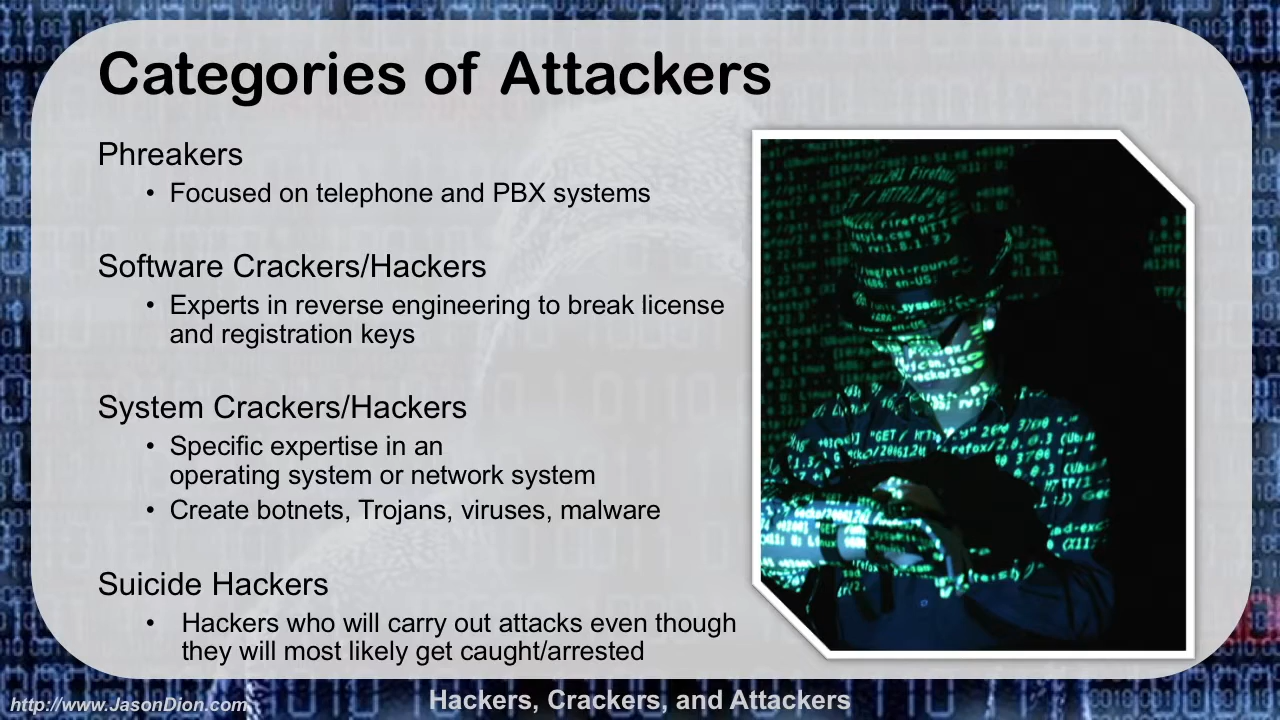 Categories of Attackers
Phreakers
• Focused on telephone and PBX systems
Software Crackers/Hackers
• Experts in reverse engineering to break license
and registration keys
System Crackers/Hackers
• Specific expertise in an
operating system or network system
• Create botnets, Trojans, viruses, malware
Suicide Hackers
• Hackers who will carry out attacks even though
they will most likely get caught/arrested
http://www.JasonDion.com
Hackers, Crackers, and Attackers